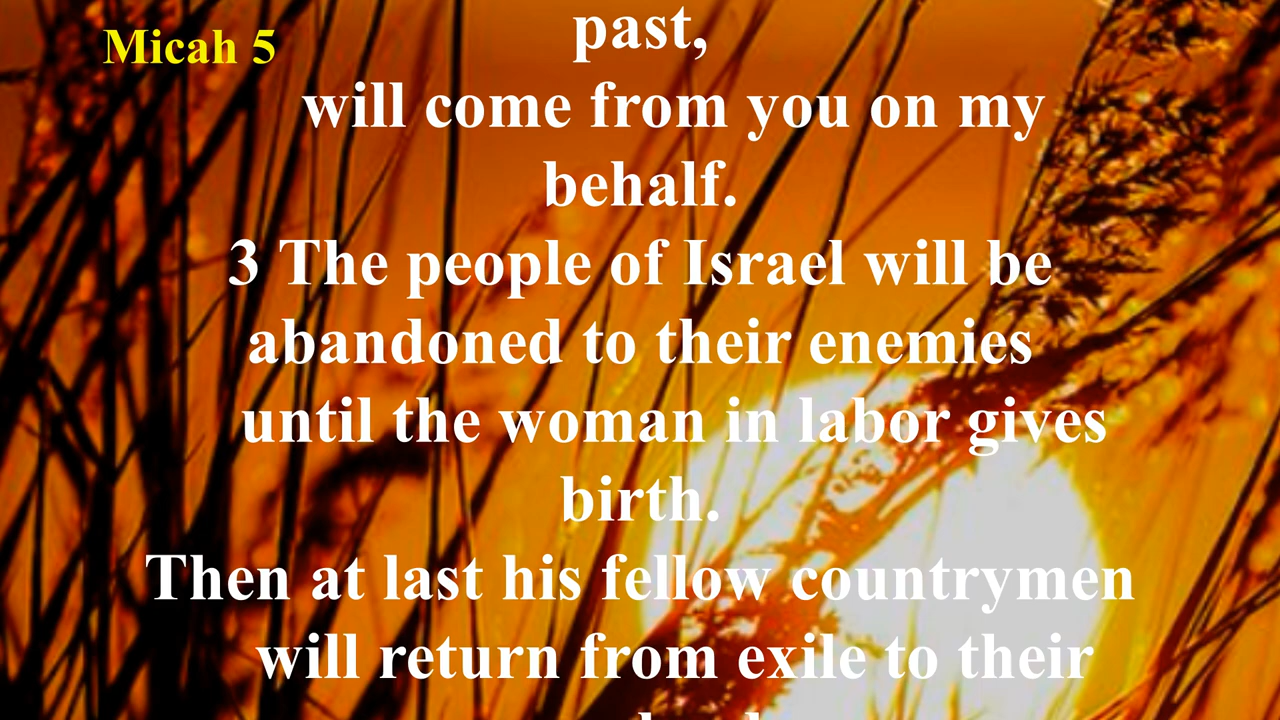 Micah 5
past,
will come from you on my
behalf.
3 The people of Israel will be
abandoned to their enemies
until the woman in labor gives
birth.
Then at last his fellow countrymen
will return from exile to their